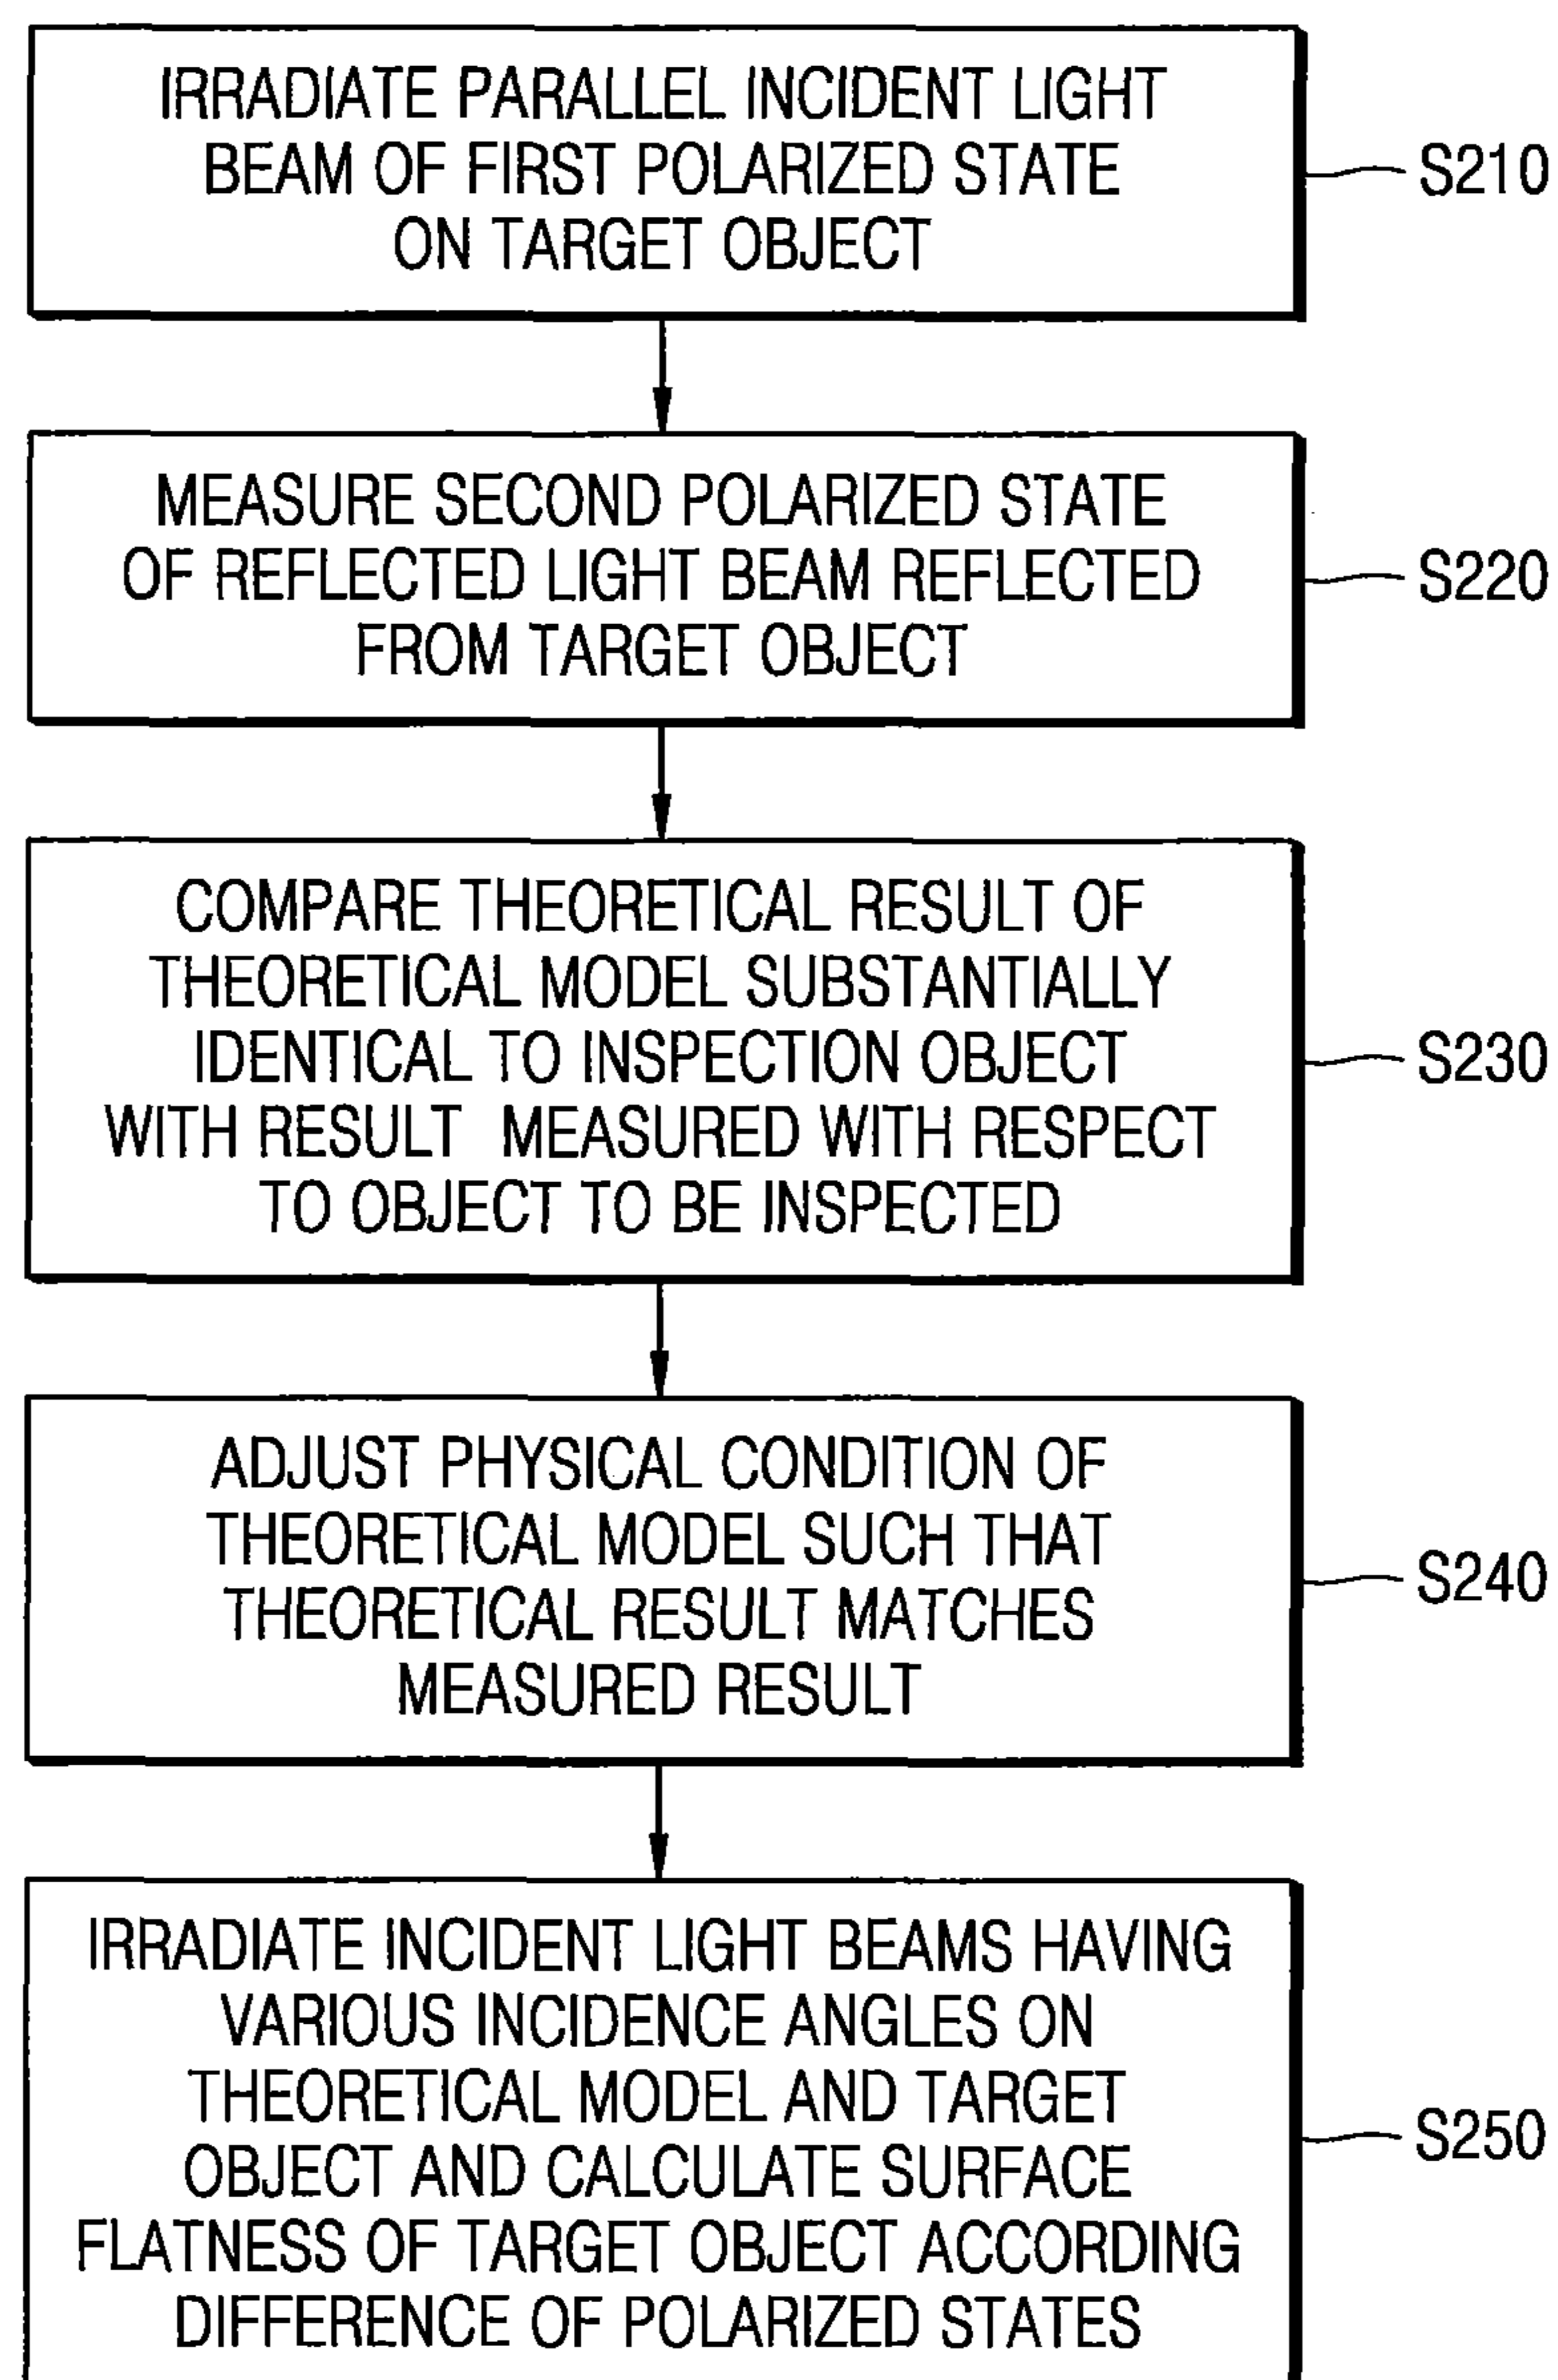 IRRADIATE PARALLEL INCIDENT LIGHT
BEAM OF FIRST POLARIZED STATE
ON TARGET OBJECT
S210
MEASURE SECOND POLARIZED STATE
OF REFLECTED LIGHT BEAM REFLECTED
FROM TARGET OBJECT
S220
COMPARE THEORETICAL RESULT OF
THEORETICAL MODEL SUBSTANTIALLY
IDENTICAL TO INSPECTION OBJECT
WITH RESULT MEASURED WITH RESPECT
TO OBJECT TO BE INSPECTED
S230
ADJUST PHYSICAL CONDITION OF
THEORETICAL MODEL SUCH THAT
THEORETICAL RESULT MATCHES
MEASURED RESULT
S240
IRRADIATE INCIDENT LIGHT BEAMS HAVING
VARIOUS INCIDENCE ANGLES ON
THEORETICAL MODEL AND TARGET
OBJECT AND CALCULATE SURFACE
FLATNESS OF TARGET OBJECT ACCORDING
DIFFERENCE OF POLARIZED STATES
S250